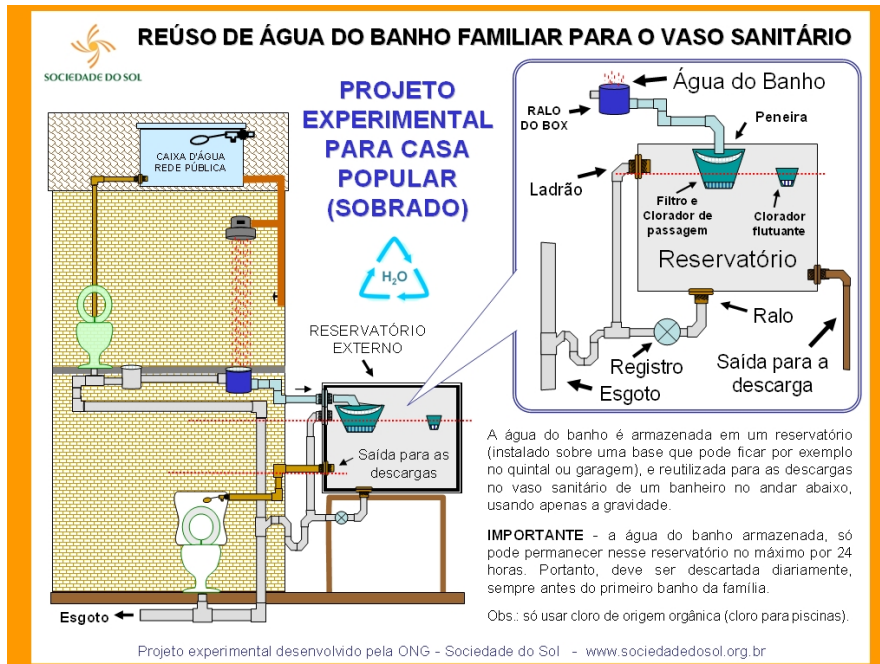 REÚSO DE ÁGUA DO BANHO FAMILIAR PARA O VASO SANITÁRIO
SOCIEDADE DO SOL
PROJETO
EXPERIMENTAL
PARA CASA
POPULAR
(SOBRADO)
H2O
CAIXA D'ÁGUA
REDE PÚBLICA
RESERVATÓRIO
EXTERNO
Saída para as
descargas
Esgoto
Água do Banho
RALO
DO BOX
Peneira
Ladrão
Filtro e
Clorador de
passagem
Clorador
flutuante
Reservatório
Ralo
Registro
Esgoto
Saída para a
descarga
A água do banho é armazenada em um reservatório
(instalado sobre uma base que pode ficar por exemplo
no quintal ou garagem), e reutilizada para as descargas
no vaso sanitário de um banheiro no andar abaixo,
usando apenas a gravidade.
IMPORTANTE - a água do banho armazenada, só
pode permanecer nesse reservatório no máximo por 24
horas. Portanto, deve ser descartada diariamente,
sempre antes do primeiro banho da família.
Obs.: só usar cloro de origem orgânica (cloro para piscinas).
Projeto experimental desenvolvido pela ONG - Sociedade do Sol - www.sociedadedosol.org.br